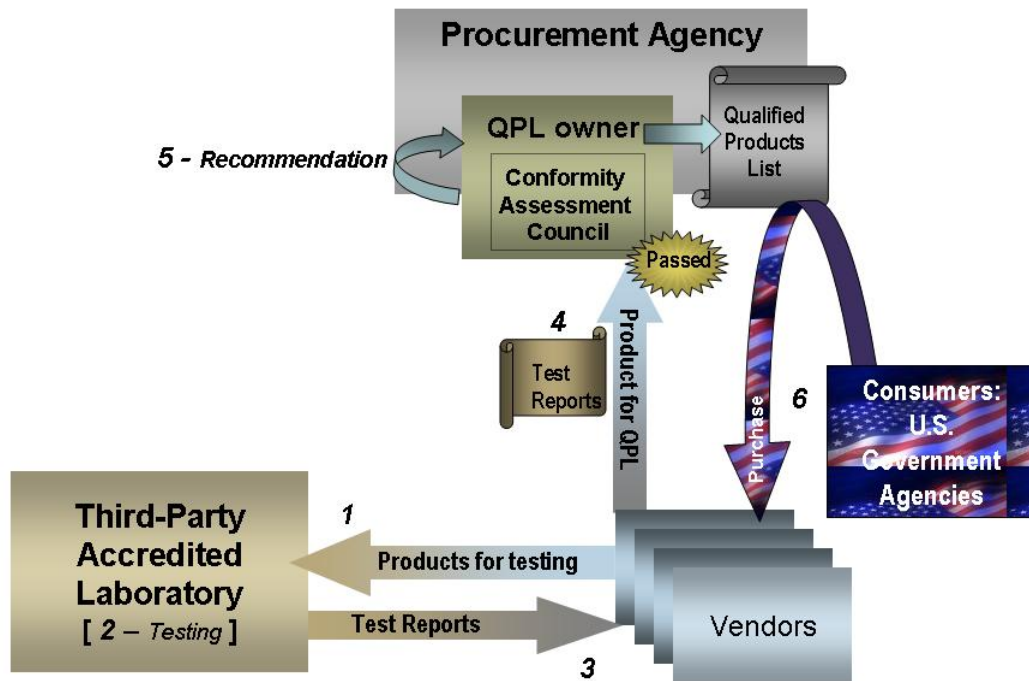 Procurement Agency
QPL owner
Conformity
Assessment
Council
Qualified
Products
List
5 - Recommendation
Passed
4
Test
Reports
Product for QPL
Purchase
6
Consumers:
U.S.
Government
Agencies
Third-Party
Accredited
Laboratory
[ 2 – Testing ]
1
Products for testing
Test Reports
3
Vendors